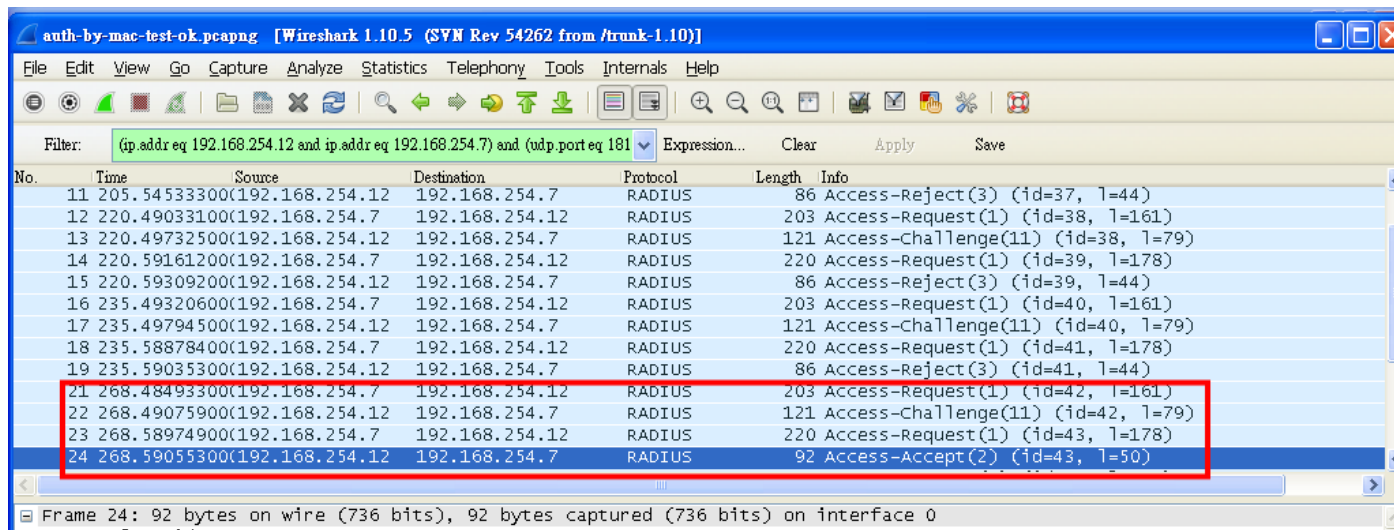 auth-by-mac-test-ok.pcapng [Wireshark 1.10.5 (SVN Rev 54262 from /trunk-1.10)]
File Edit View Go Capture Analyze Statistics Telephony Tools Internals Help
Filter: (ip.addr eq 192.168.254.12 and ip.addr eq 192.168.254.7) and (udp.port eq 181 Expression... Clear Apply Save
No. Time Source Destination Protocol Length Info
11 205.54533300(192.168.254.12 192.168.254.7 RADIUS 86 Access-Reject(3) (id=37, l=44)
12 220.49033100(192.168.254.7 192.168.254.12 RADIUS 203 Access-Request(1) (id=38, l=161)
13 220.49732500(192.168.254.12 192.168.254.7 RADIUS 121 Access-Challenge(11) (id=38, l=79)
14 220.59161200(192.168.254.7 192.168.254.12 RADIUS 220 Access-Request(1) (id=39, l=178)
15 220.59309200(192.168.254.12 192.168.254.7 RADIUS 86 Access-Reject(3) (id=39, l=44)
16 235.49320600(192.168.254.7 192.168.254.12 RADIUS 203 Access-Request(1) (id=40, l=161)
17 235.49794500(192.168.254.12 192.168.254.7 RADIUS 121 Access-Challenge(11) (id=40, l=79)
18 235.58878400(192.168.254.7 192.168.254.12 RADIUS 220 Access-Request(1) (id=41, l=178)
19 235.59035300(192.168.254.12 192.168.254.7 RADIUS 86 Access-Reject(3) (id=41, l=44)
21 268.48493300(192.168.254.7 192.168.254.12 RADIUS 203 Access-Request(1) (id=42, l=161)
22 268.49075900(192.168.254.12 192.168.254.7 RADIUS 121 Access-Challenge(11) (id=42, l=79)
23 268.58974900(192.168.254.7 192.168.254.12 RADIUS 220 Access-Request(1) (id=43, l=178)
24 268.59055300(192.168.254.12 192.168.254.7 RADIUS 92 Access-Accept(2) (id=43, l=50)
Frame 24: 92 bytes on wire (736 bits), 92 bytes captured (736 bits) on interface 0